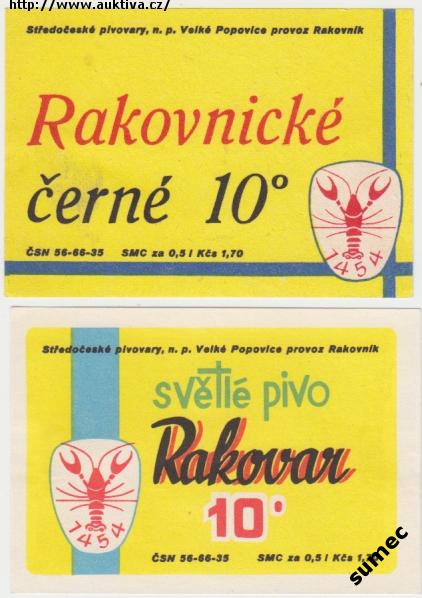 http://www.auktiva.cz/
Středočeské pivovary, n. p. Velké Popovice provoz Rakovník
Rakovnické
černé 10°
1454
ČSN 56-66-35 SMC za 0,5 l Kčs 1,70
Středočeské pivovary, n. p. Velké Popovice provoz Rakovník
světlé pivo
Rakovar
10°
1454
ČSN 56-66-35 SMC za 0,5 l Kčs 1,70
sumec